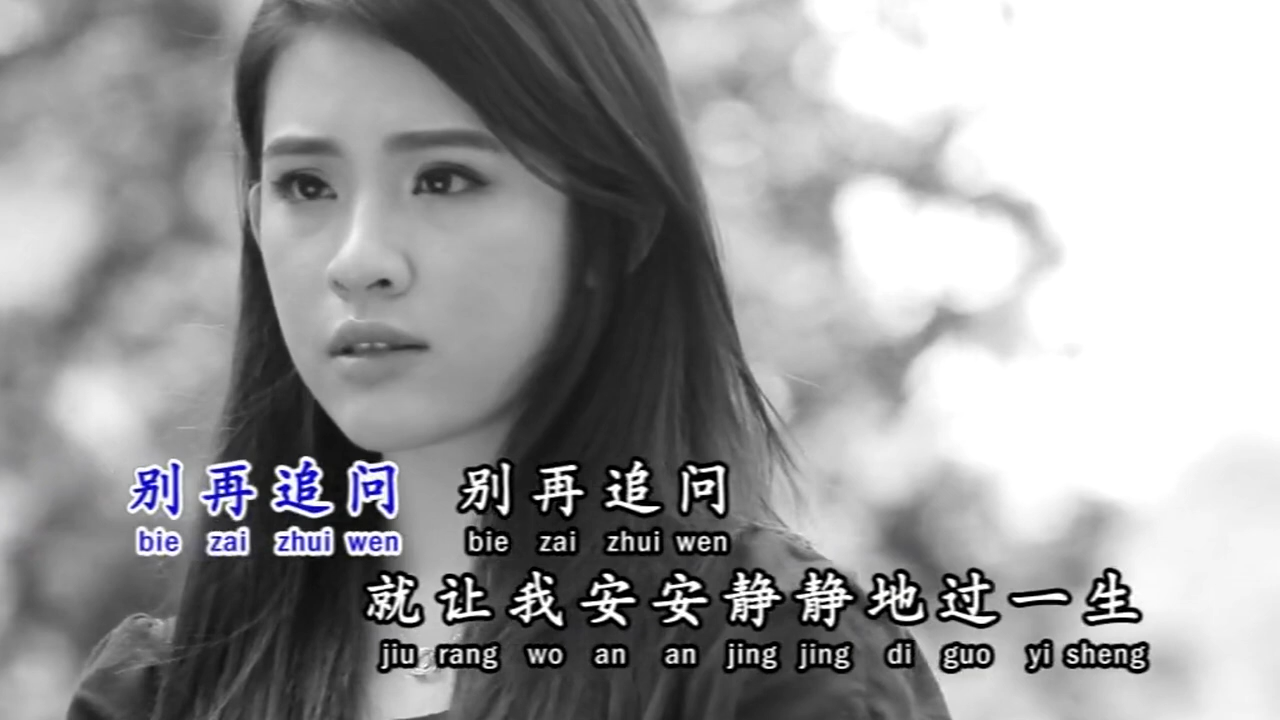 别再追问 别再追问
bie zai zhui wen bie zai zhui wen
就让我安安静静地过一生
jiu rang wo an an jing jing di guo yi sheng